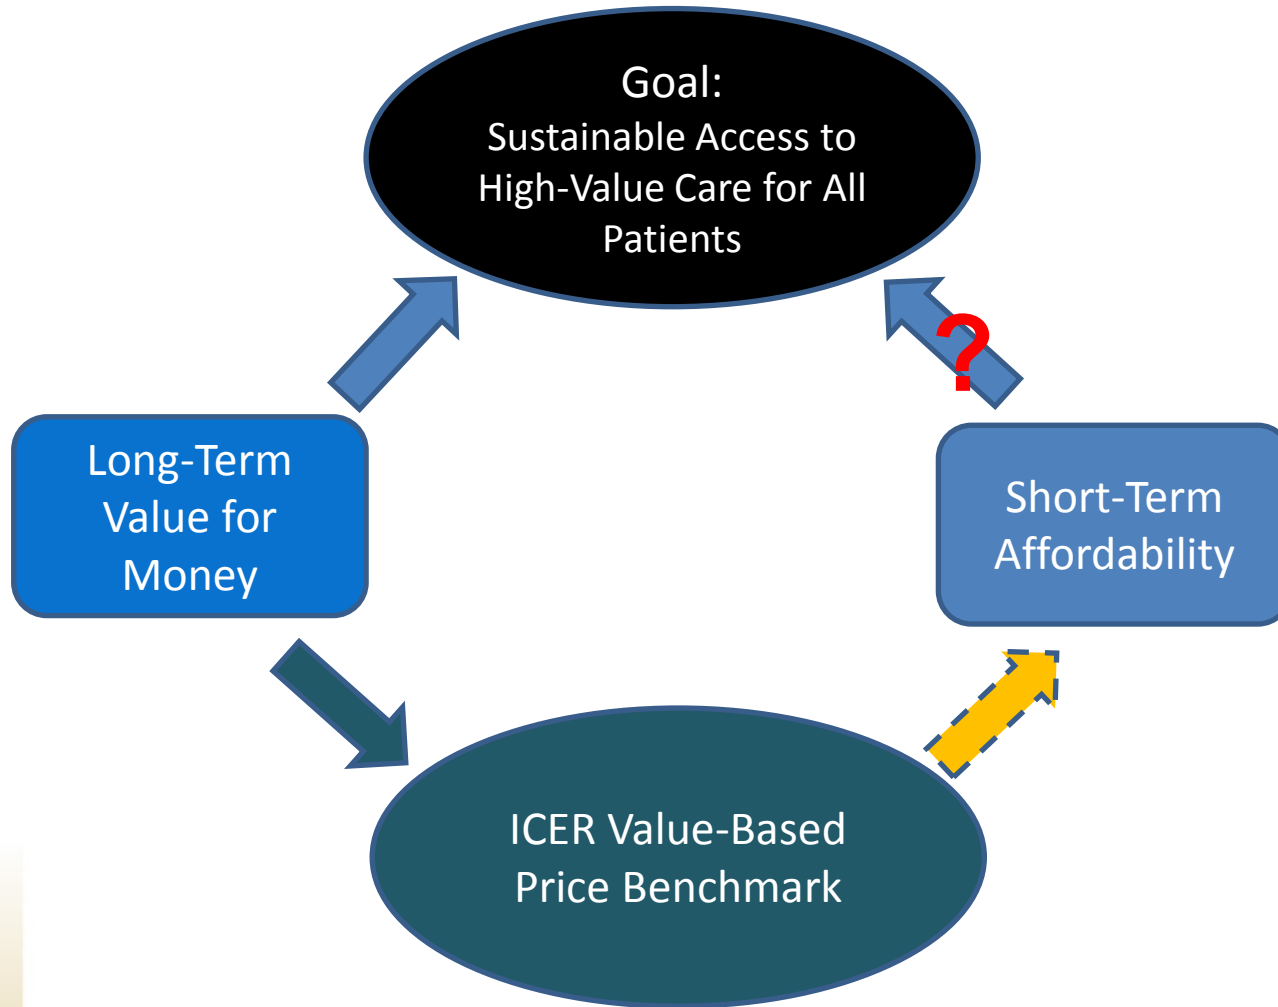 Goal:
Sustainable Access to
High-Value Care for All
Patients
?
Long-Term
Value for
Money
Short-Term
Affordability
ICER Value-Based
Price Benchmark